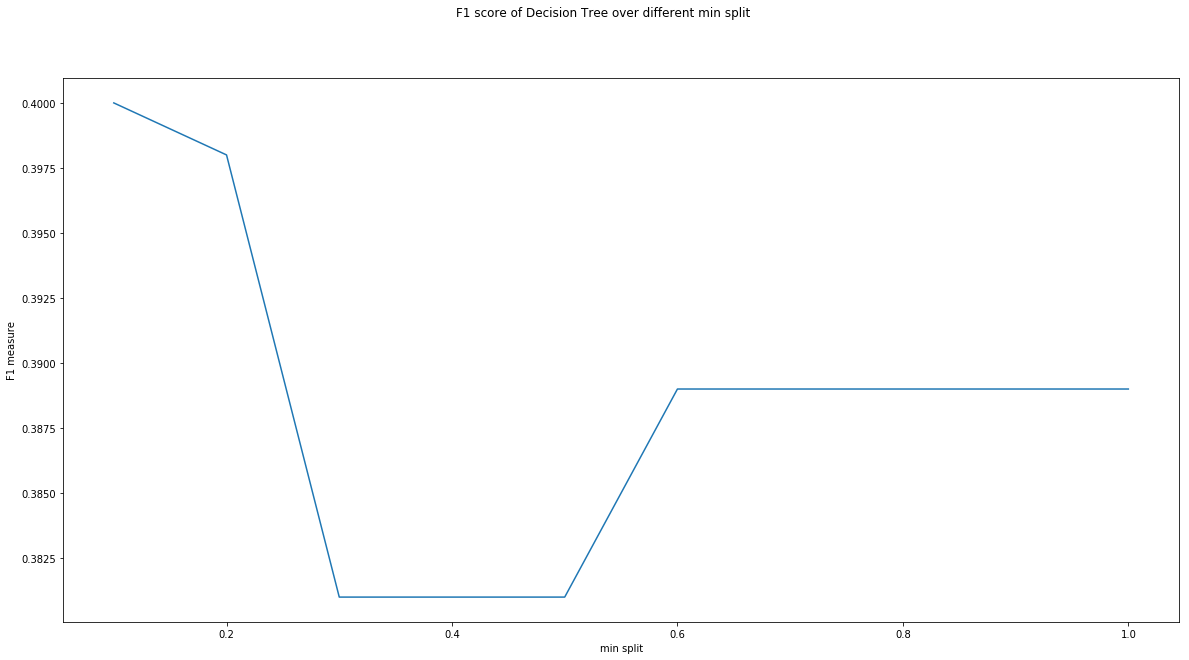 F1 score of Decision Tree over different min split
0.4000
0.3975
0.3950
0.3925
0.3900
0.3875
0.3850
0.3825
F1 measure
0.2 0.4 0.6 0.8 1.0
min split